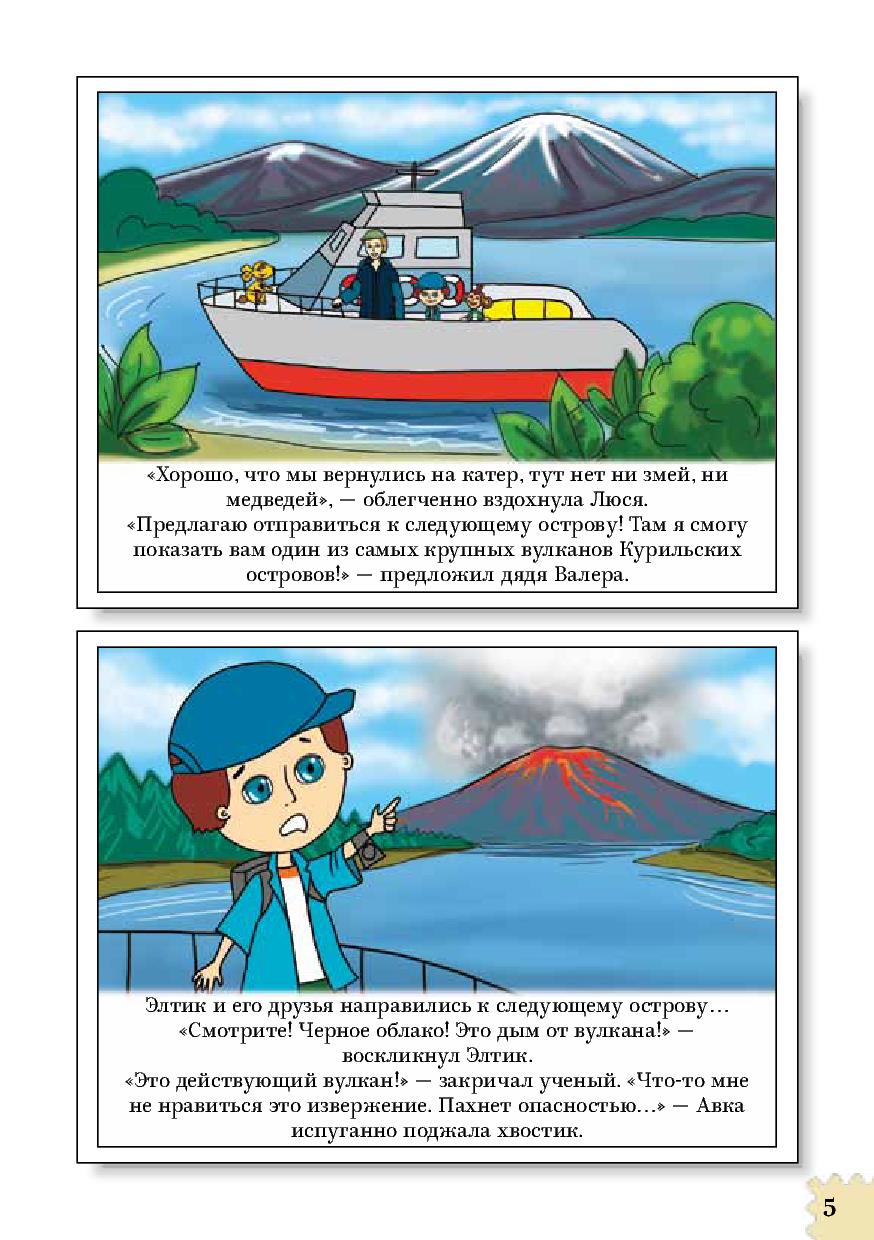 «Хорошо, что мы вернулись на катер, тут нет ни змей, ни
медведей», — облегченно вздохнула Люся.
«Предлагаю отправиться к следующему острову! Там я смогу
показать вам один из самых крупных вулканов Курильских
островов!» — предложил дядя Валера.
Элтик и его друзья направились к следующему острову…
«Смотрите! Черное облако! Это дым от вулкана!» —
воскликнул Элтик.
«Это действующий вулкан!» — закричал ученый. «Что-то мне
не нравиться это извержение. Пахнет опасностью…» — Авка
испуганно поджала хвостик.
5